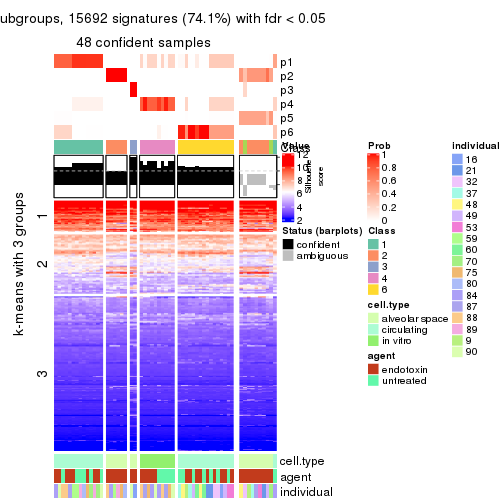 ubgroups, 15692 signatures (74.1%) with fdr < 0.05
48 confident samples
p1
p2
p3
p4
p5
p6
Class
Silhouette
score
k-means with 3 groups
1
2
3
cell.type
agent
individual
Value
12
10
8
6
4
2
Status (barplots)
confident
ambiguous
Prob
1
0.8
0.6
0.4
0.2
0
Class
1
2
3
4
6
cell.type
alveolar space
circulating
in vitro
agent
endotoxin
untreated
individual
16
21
32
37
48
49
53
59
60
70
75
80
84
87
88
89
9
90